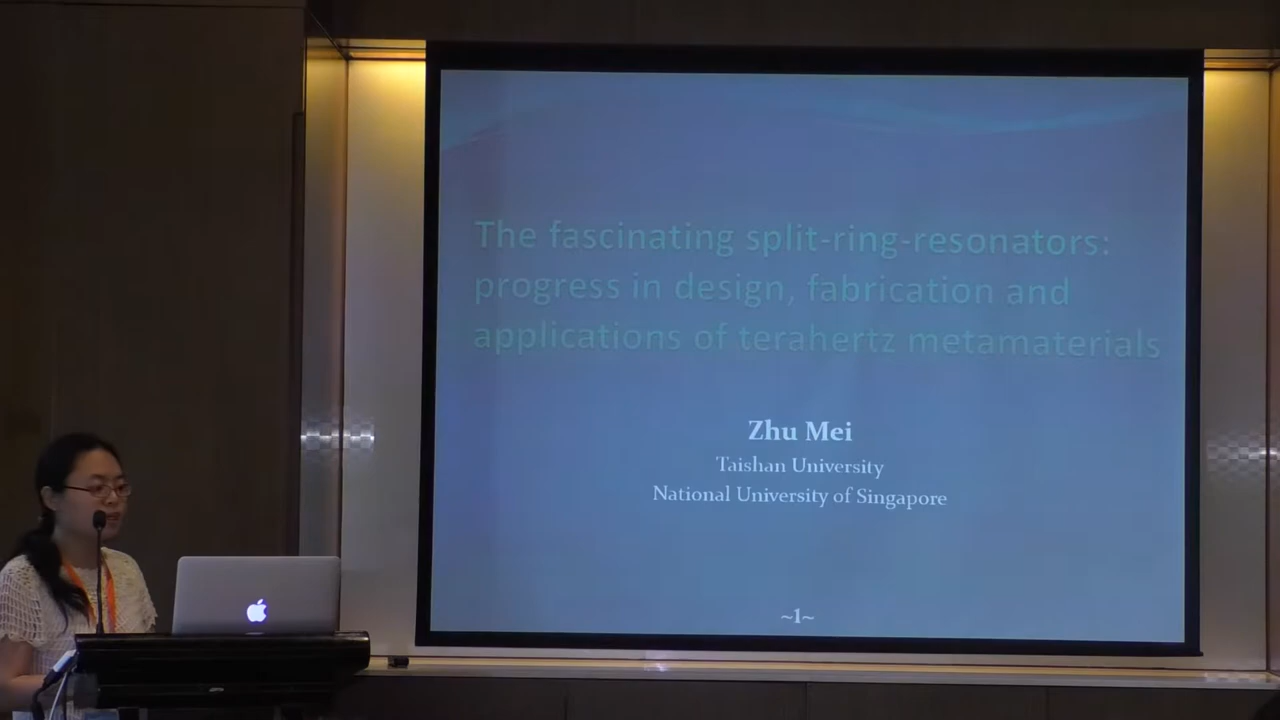 The fascinating split-ring-resonators:
progress in design, fabrication and
applications of terahertz metamaterials
Zhu Mei
Taishan University
National University of Singapore
~1~